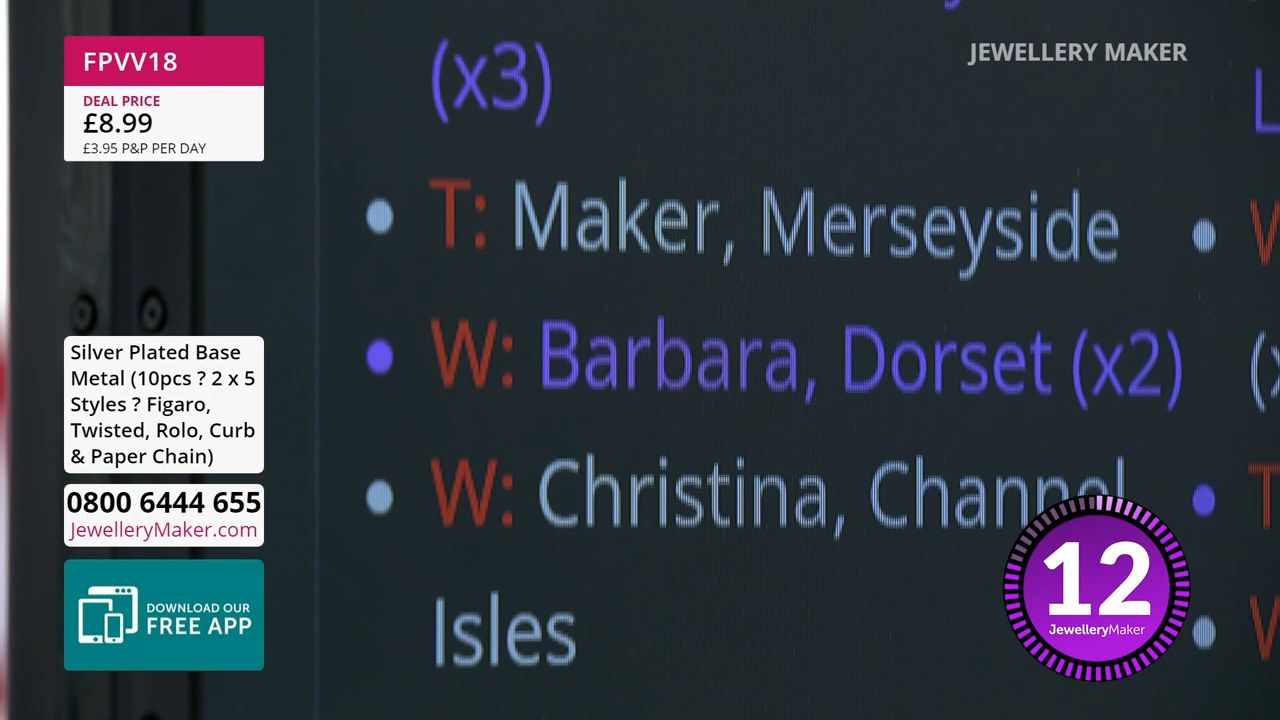 FPVV18
DEAL PRICE
£8.99
£3.95 P&P PER DAY
JEWELLERY MAKER
(x3)
T: Maker, Merseyside
W: Barbara, Dorset (x2)
W: Christina, Channel
Isles
Silver Plated Base
Metal (10pcs ? 2 x 5
Styles ? Figaro,
Twisted, Rolo, Curb
& Paper Chain)
0800 6444 655
JewelleryMaker.com
DOWNLOAD OUR
FREE APP
12
JewelleryMaker